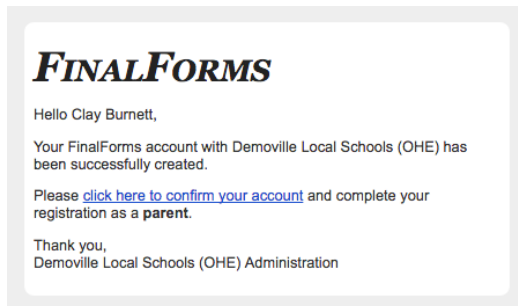 FINALFORMS
Hello Clay Burnett,
Your FinalForms account with Demoville Local Schools (OHE) has
been successfully created.
Please click here to confirm your account and complete your
registration as a parent.
Thank you,
Demoville Local Schools (OHE) Administration